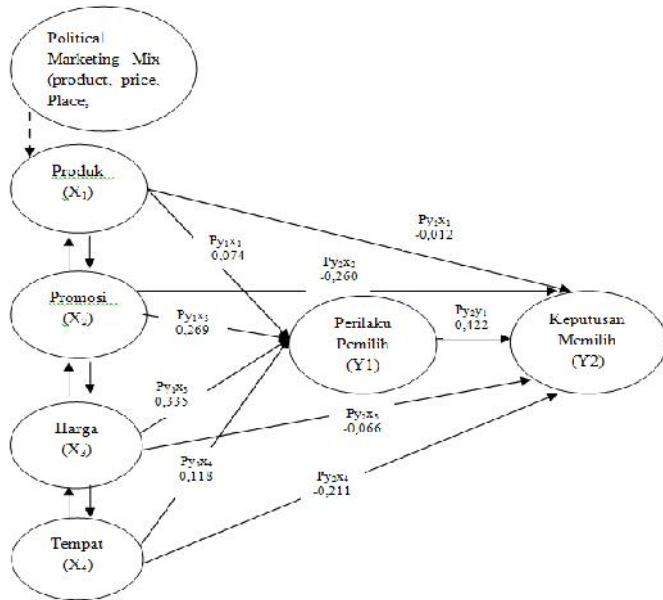 Political
Marketing Mix
(product, price,
Place,
Produk
(X₁)
Py₂x₁
-0,012
Py₁x₁
0,074
Py₂x₂
-0,260
Promosi
(X₂)
Py₁x₂
0,269
Perilaku
Pemilih
(Y1)
Py₂y₁
0,422
Keputusan
Memilih
(Y2)
Py₁x₃
0,335
Py₂x₃
-0,066
Harga
(X₃)
Py₁x₄
0,118
Py₂x₄
-0,211
Tempat
(X₄)